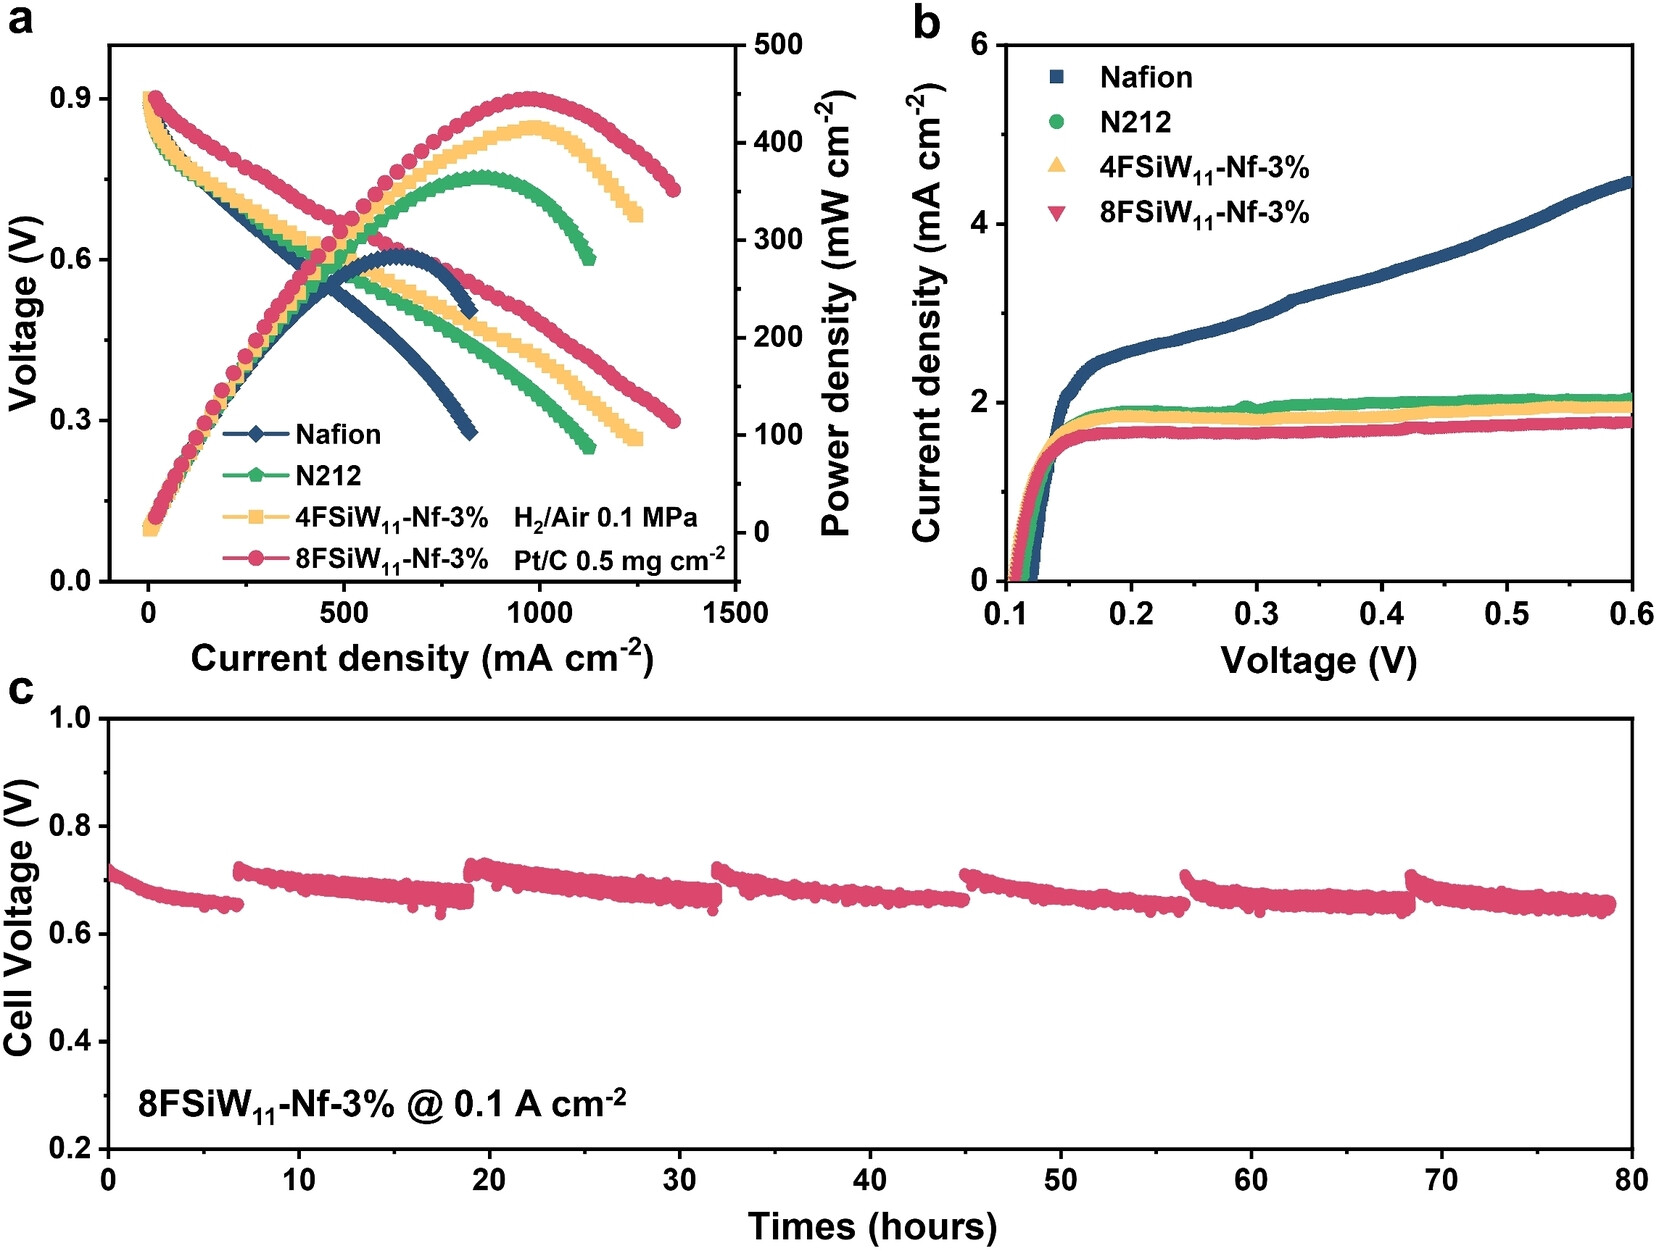 a
Voltage (V)
0.9
0.6
0.3
0.0
500
400
300
200
100
0
Power density (mW cm-2)
Nafion
N212
4FSiW11-Nf-3% H2/Air 0.1 MPa
8FSiW11-Nf-3% Pt/C 0.5 mg cm-2
0 500 1000 1500
Current density (mA cm-2)
b
Current density (mA cm-2)
6
4
2
0
Nafion
N212
4FSiW11-Nf-3%
8FSiW11-Nf-3%
0.1 0.2 0.3 0.4 0.5 0.6
Voltage (V)
c
Cell Voltage (V)
1.0
0.8
0.6
0.4
0.2
8FSiW11-Nf-3% @ 0.1 A cm-2
0 10 20 30 40 50 60 70 80
Times (hours)